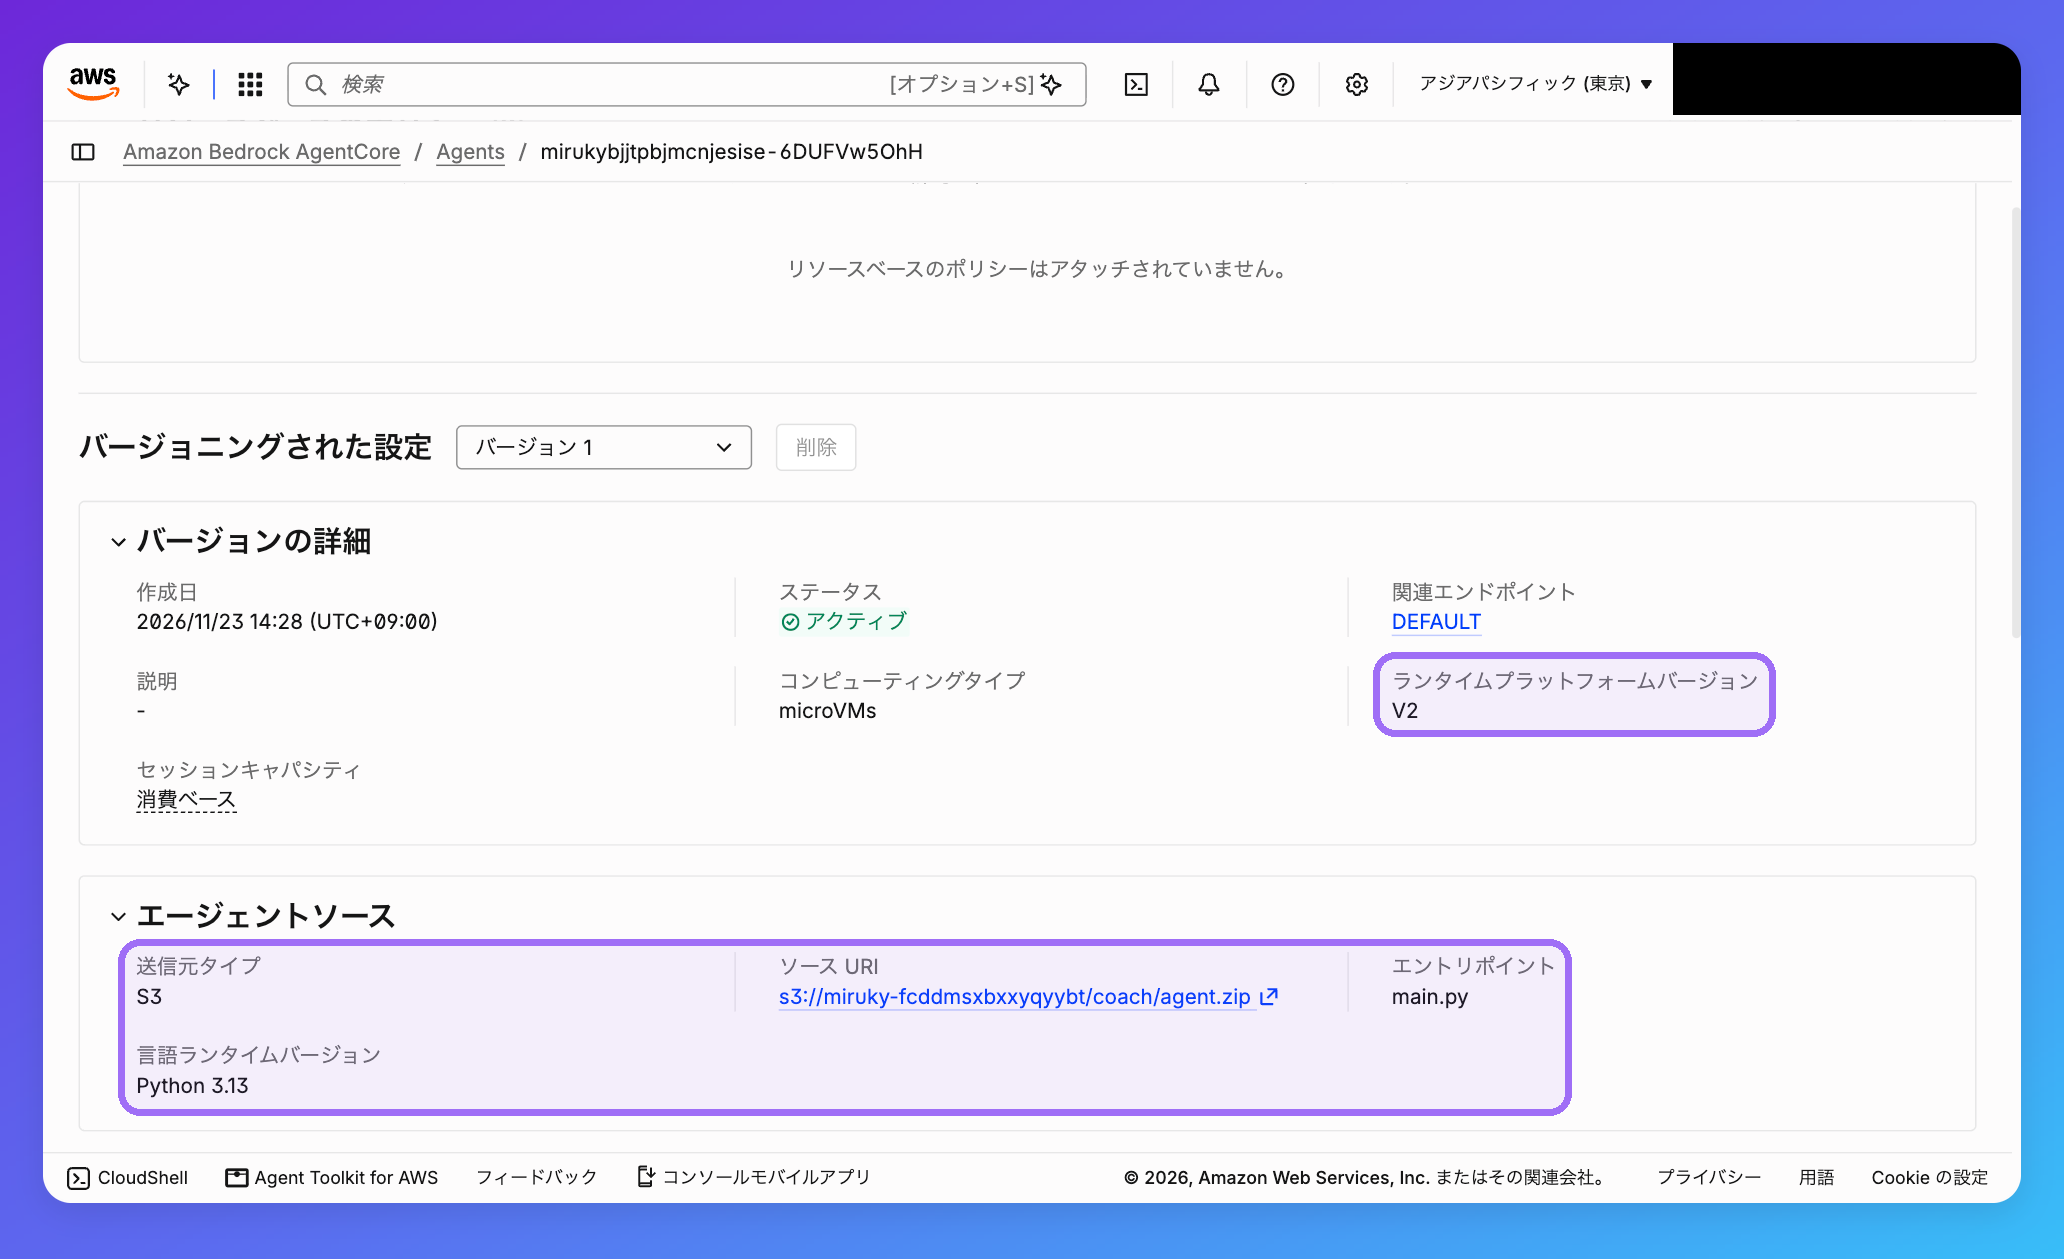 aws
検索
[オプション+S]
アジアパシフィック (東京)
Amazon Bedrock AgentCore / Agents / mirukybjjtpbjmcnjesise-6DUFVw5OhH
リソースベースのポリシーはアタッチされていません。
バージョニングされた設定
バージョン 1
削除
バージョンの詳細
作成日
2026/11/23 14:28 (UTC+09:00)
ステータス
アクティブ
関連エンドポイント
DEFAULT
説明
-
コンピューティングタイプ
microVMs
ランタイムプラットフォームバージョン
V2
セッションキャパシティ
消費ベース
エージェントソース
送信元タイプ
S3
ソース URI
s3://miruky-fcddmsxbxxyqyybt/coach/agent.zip
エントリポイント
main.py
言語ランタイムバージョン
Python 3.13
CloudShell
Agent Toolkit for AWS
フィードバック
コンソールモバイルアプリ
© 2026, Amazon Web Services, Inc. またはその関連会社。
プライバシー
用語
Cookie の設定